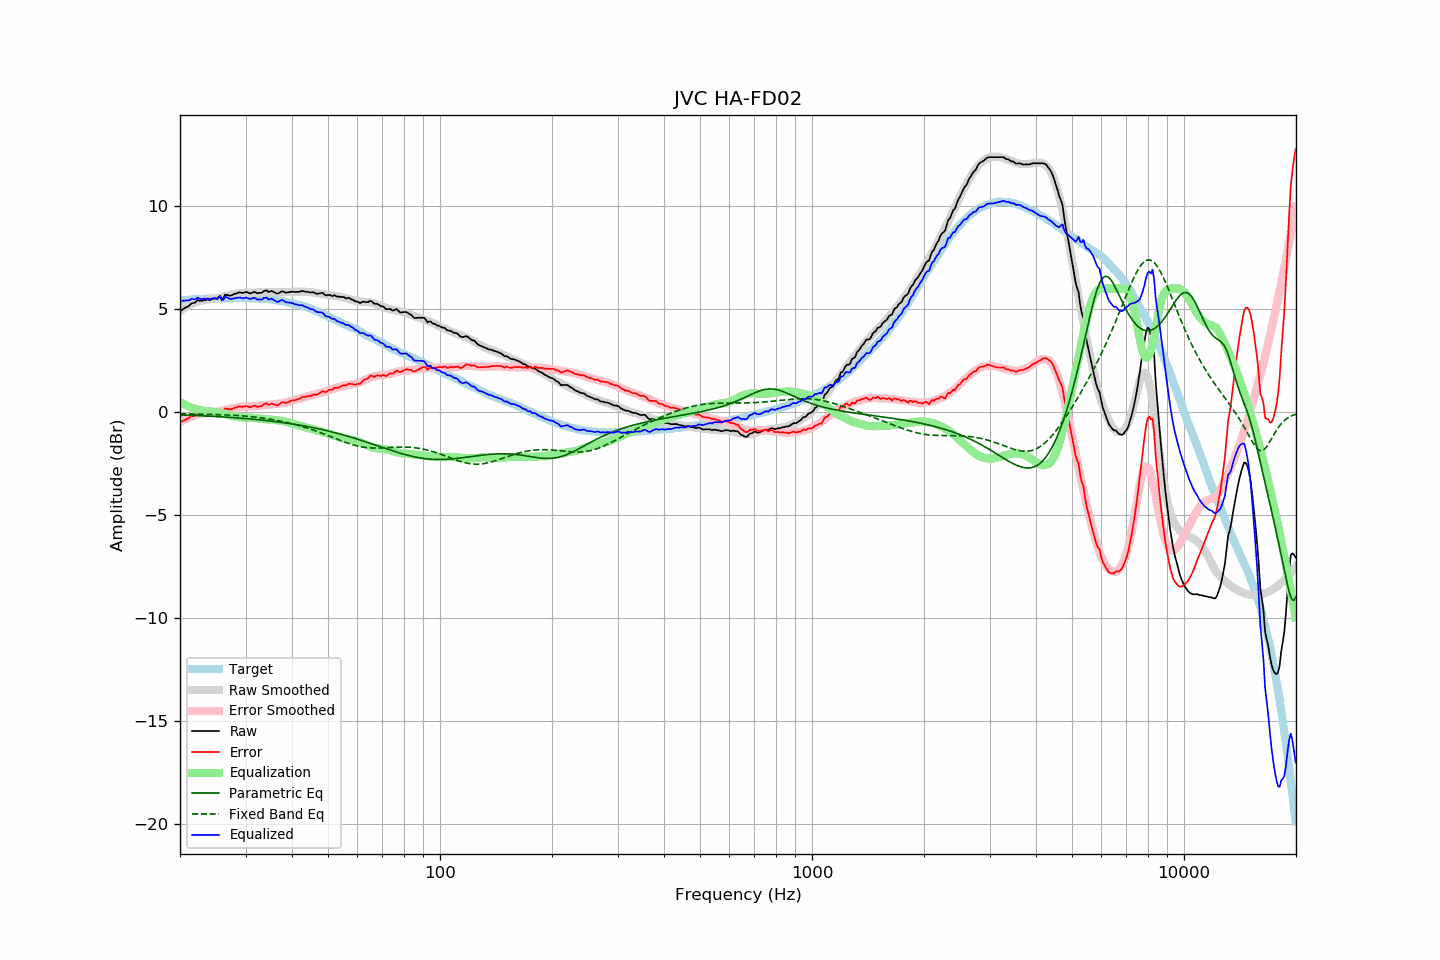 JVC HA-FD02
Amplitude (dBr)
10
5
0
−5
−10
−15
−20
Target
Raw Smoothed
Error Smoothed
Raw
Error
Equalization
Parametric Eq
Fixed Band Eq
Equalized
100
1000
10000
Frequency (Hz)